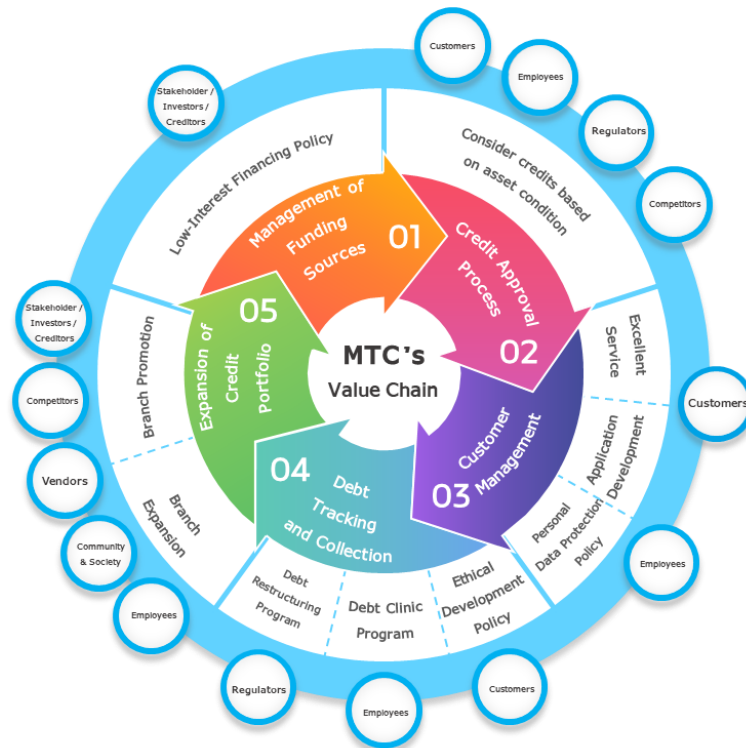 MTC's
Value Chain
01
Management of
Funding
Sources
Low-Interest Financing Policy
Stakeholder /
Investors /
Creditors
02
Credit Approval
Process
Consider credits based
on asset condition
Customers
Employees
Regulators
Competitors
03
Customer
Management
Excellent
Service
Application
Development
Personal
Data Protection
Policy
Customers
Employees
04
Debt
Tracking
and Collection
Ethical
Development
Policy
Debt Clinic
Program
Debt
Restructuring
Program
Customers
Employees
Regulators
05
Expansion of
Credit
Portfolio
Branch
Expansion
Branch Promotion
Employees
Community
& Society
Vendors
Competitors
Stakeholder /
Investors /
Creditors